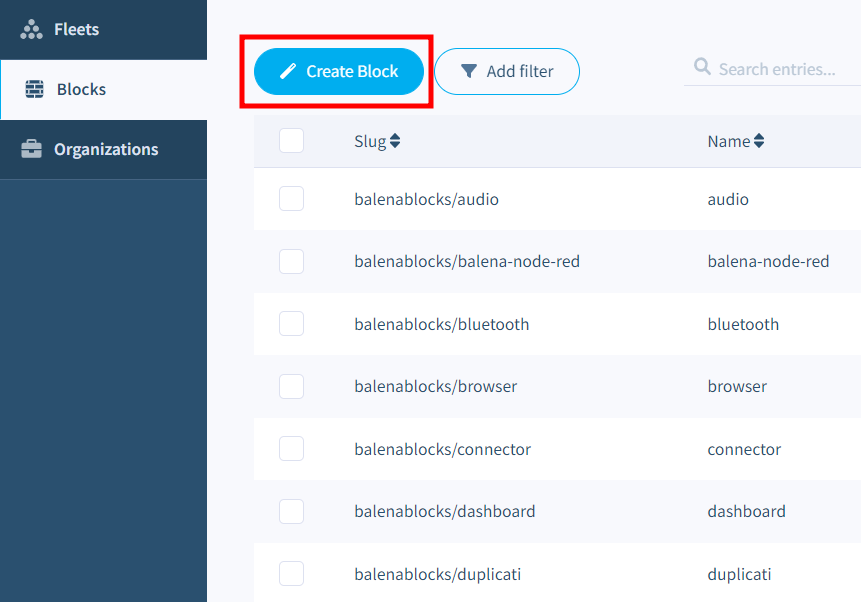 Fleets
Blocks
Organizations
Create Block
Add filter
Search entries...
Slug Name
balenablocks/audio audio
balenablocks/balena-node-red balena-node-red
balenablocks/bluetooth bluetooth
balenablocks/browser browser
balenablocks/connector connector
balenablocks/dashboard dashboard
balenablocks/duplicati duplicati